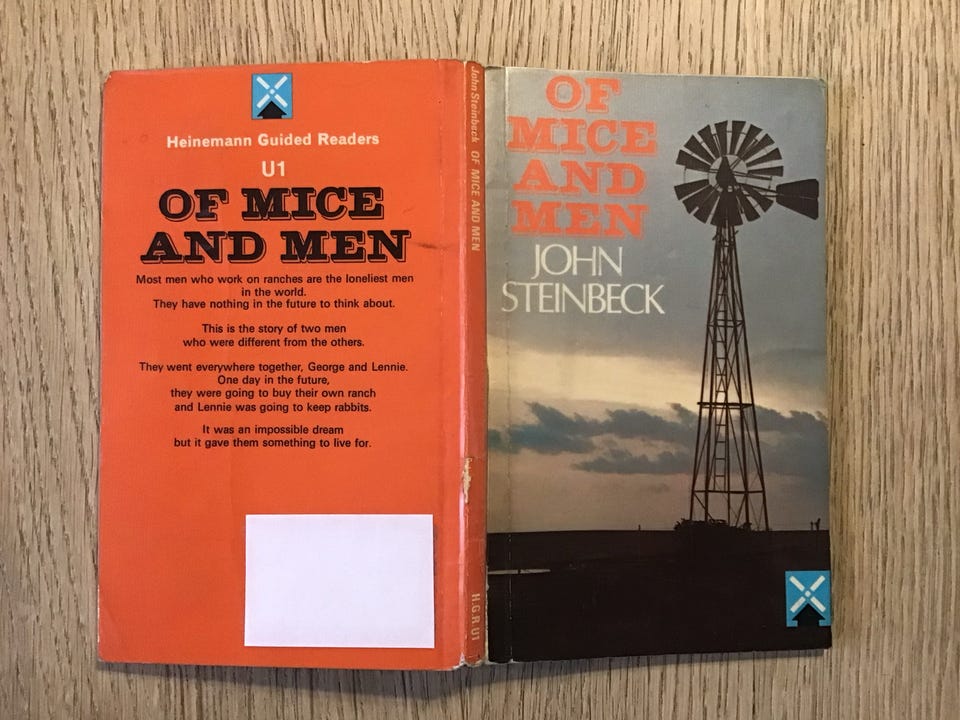 Heinemann Guided Readers
U1
OF MICE
AND MEN
Most men who work on ranches are the loneliest men
in the world.
They have nothing in the future to think about.
This is the story of two men
who were different from the others.
They went everywhere together, George and Lennie.
One day in the future,
they were going to buy their own ranch
and Lennie was going to keep rabbits.
It was an impossible dream
but it gave them something to live for.
John Steinbeck OF MICE AND MEN
H.G.R. U1
OF
MICE
AND
MEN
JOHN
STEINBECK